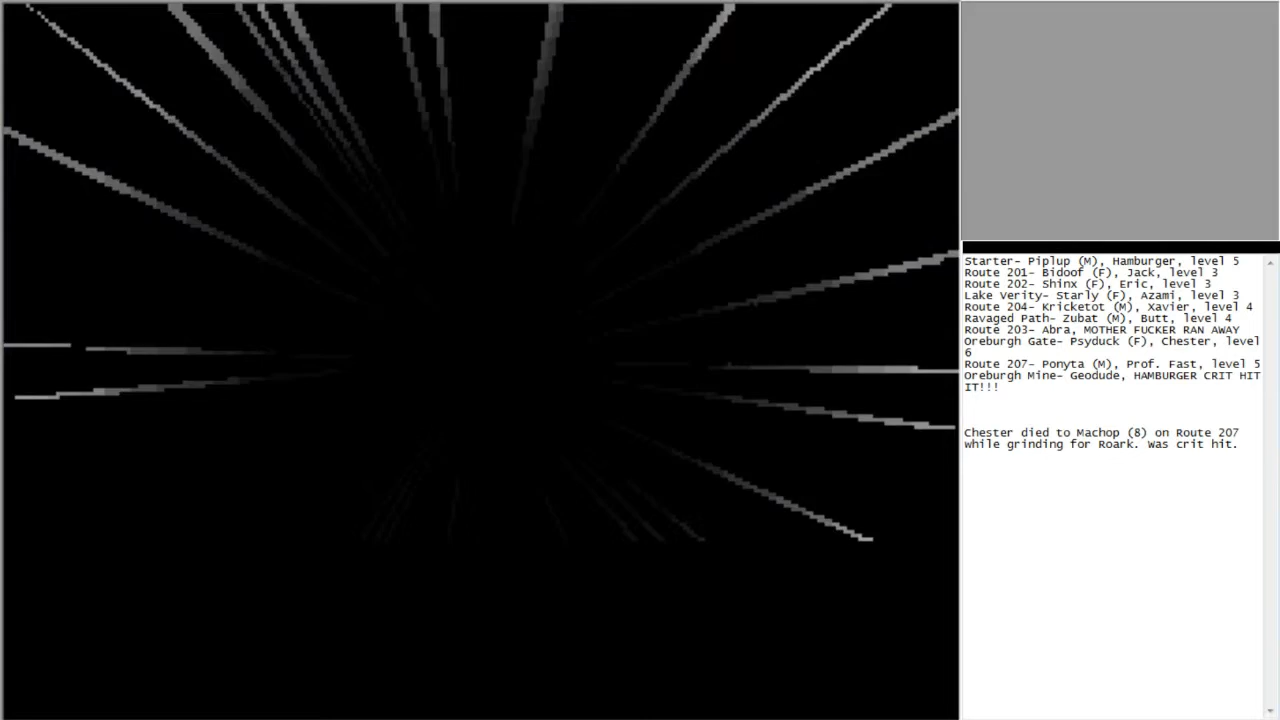 Starter- Piplup (M), Hamburger, level 5
Route 201- Bidoof (F), Jack, level 3
Route 202- Shinx (F), Eric, level 3
Lake Verity- Starly (F), Azami, level 3
Route 204- Kricketot (M), Xavier, level 4
Ravaged Path- Zubat (M), Butt, level 4
Route 203- Abra, MOTHER FUCKER RAN AWAY
Oreburgh Gate- Psyduck (F), Chester, level
6
Route 207- Ponyta (M), Prof. Fast, level 5
Oreburgh Mine- Geodude, HAMBURGER CRIT HIT
IT!!!
Chester died to Machop (8) on Route 207
while grinding for Roark. Was crit hit.